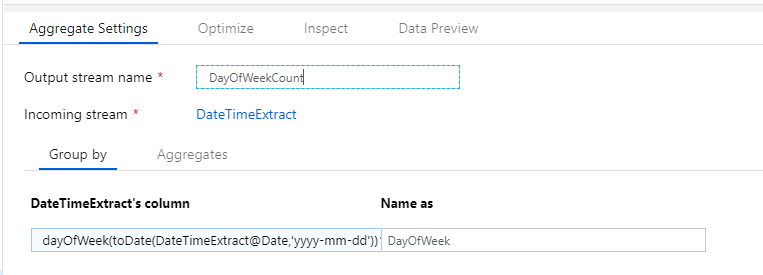 Aggregate Settings Optimize Inspect Data Preview
Output stream name * DayOfWeekCount
Incoming stream * DateTimeExtract
Group by Aggregates
DateTimeExtract's column Name as
dayOfWeek(toDate(DateTimeExtract@Date,'yyyy-mm-dd')) DayOfWeek